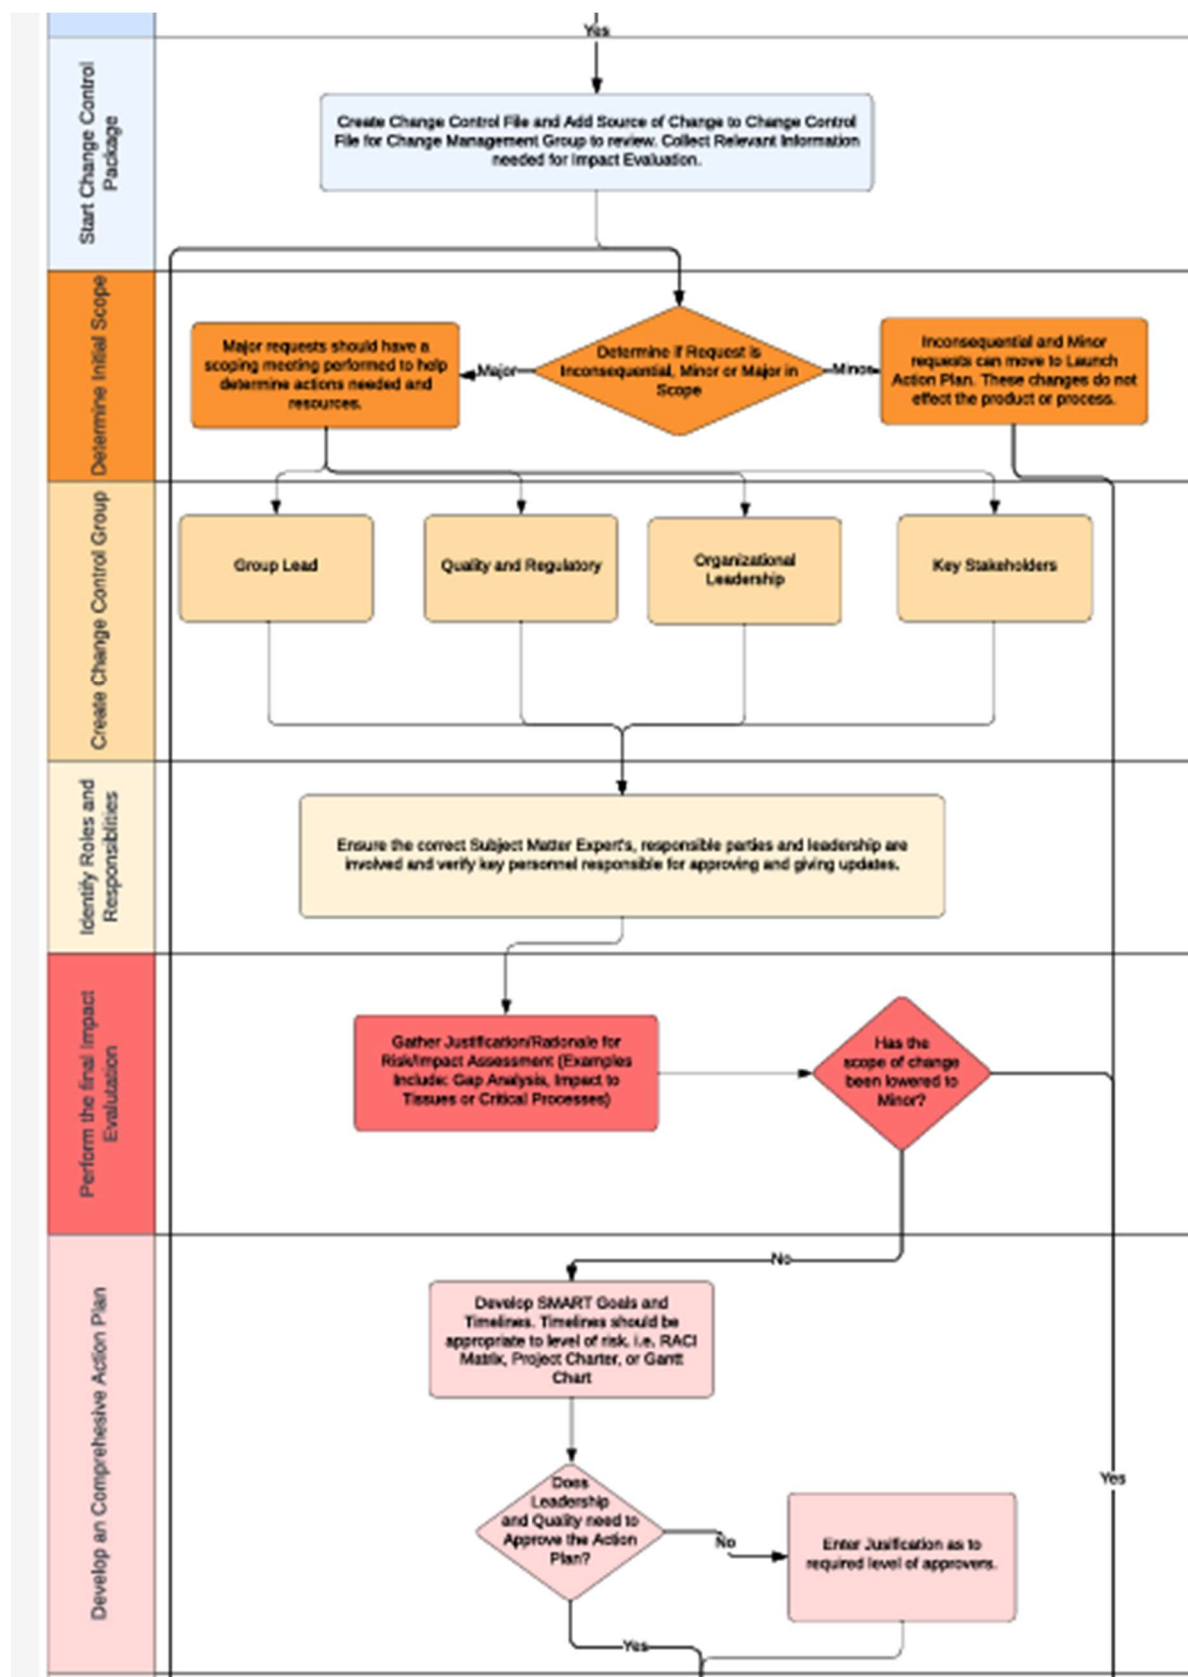 Yes
Start Change Control
Package
Create Change Control File and Add Source of Change to Change Control
File for Change Management Group to review. Collect Relevant Information
needed for Impact Evaluation.
Determine Initial Scope
Major requests should have a
scoping meeting performed to help
determine actions needed and
resources.
Major
Determine if Request is
Inconsequential, Minor or Major in
Scope
Minor
Inconsequential and Minor
requests can move to Launch
Action Plan. These changes do not
effect the product or process.
Create Change Control Group
Group Lead
Quality and Regulatory
Organizational
Leadership
Key Stakeholders
Identify Roles and
Responsiblities
Ensure the correct Subject Matter Expert's, responsible parties and leadership are
involved and verify key personnel responsible for approving and giving updates.
Perform the final Impact
Evalutation
Gather Justification/Rationale for
Risk/Impact Assessment (Examples
Include: Gap Analysis, Impact to
Tissues or Critical Processes)
Has the
scope of change
been lowered to
Minor?
No
Develop an Comprehesive Action Plan
Develop SMART Goals and
Timelines. Timelines should be
appropriate to level of risk. i.e. RACI
Matrix, Project Charter, or Gantt
Chart
Yes
Does
Leadership
and Quality need to
Approve the Action
Plan?
No
Enter Jusification as to
required level of approvers.
Yes